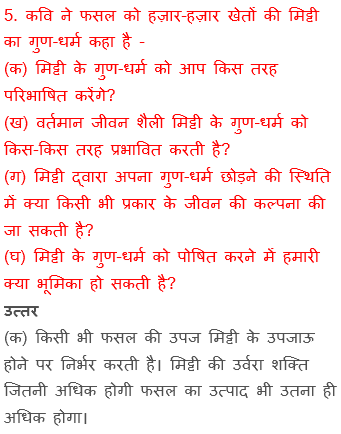 5. कवि ने फसल को हज़ार-हज़ार खेतों की मिट्टी
का गुण-धर्म कहा है -
(क) मिट्टी के गुण-धर्म को आप किस तरह
परिभाषित करेंगे?
(ख) वर्तमान जीवन शैली मिट्टी के गुण-धर्म को
किस-किस तरह प्रभावित करती है?
(ग) मिट्टी द्वारा अपना गुण-धर्म छोड़ने की स्थिति
में क्या किसी भी प्रकार के जीवन की कल्पना की
जा सकती है?
(घ) मिट्टी के गुण-धर्म को पोषित करने में हमारी
क्या भूमिका हो सकती है?
उत्तर
(क) किसी भी फसल की उपज मिट्टी के उपजाऊ
होने पर निर्भर करती है। मिट्टी की उर्वरा शक्ति
जितनी अधिक होगी फसल का उत्पाद भी उतना ही
अधिक होगा।